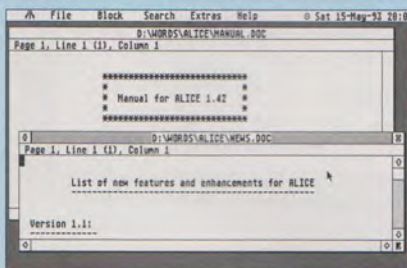 File Block Search Extras Help Sat 15-May-93 20:0
D:\WORDS\ALICE\MANUAL.DOC
Page 1, Line 1 (1), Column 1
******************************
* *
* Manual for ALICE 1.42 *
* *
******************************
D:\WORDS\ALICE\NEWS.DOC
Page 1, Line 1 (1), Column 1
List of new features and enhancements for ALICE
-----------------------------------------------
Version 1.1:
------------